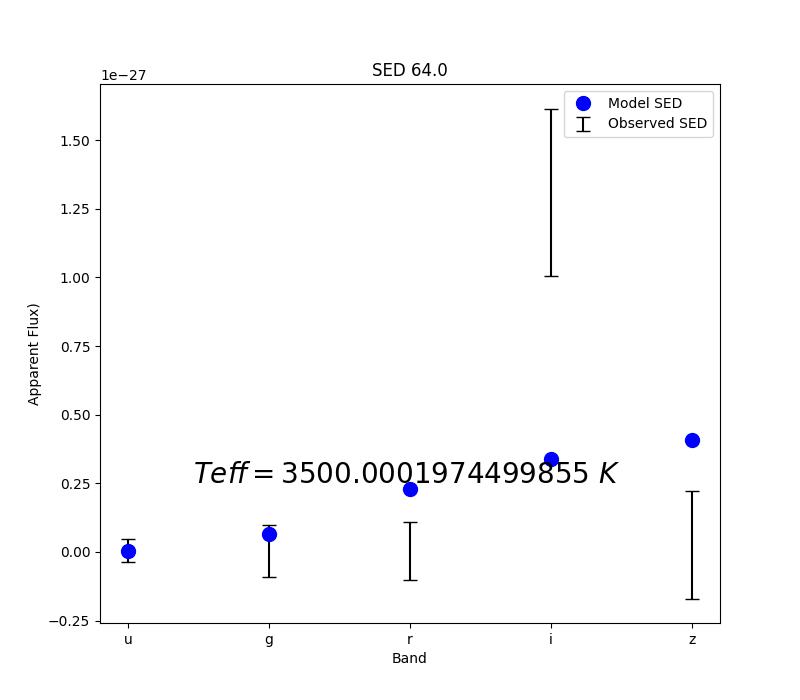 SED 64.0
1e−27
Model SED
Observed SED
1.50
1.25
1.00
0.75
0.50
0.25
0.00
−0.25
Apparent Flux)
Teff = 3500.0001974499855 K
u g r i z
Band